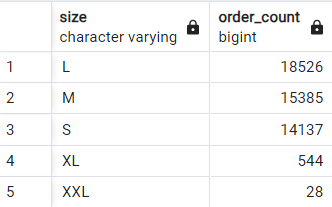 size order_count
character varying bigint
1 L 18526
2 M 15385
3 S 14137
4 XL 544
5 XXL 28